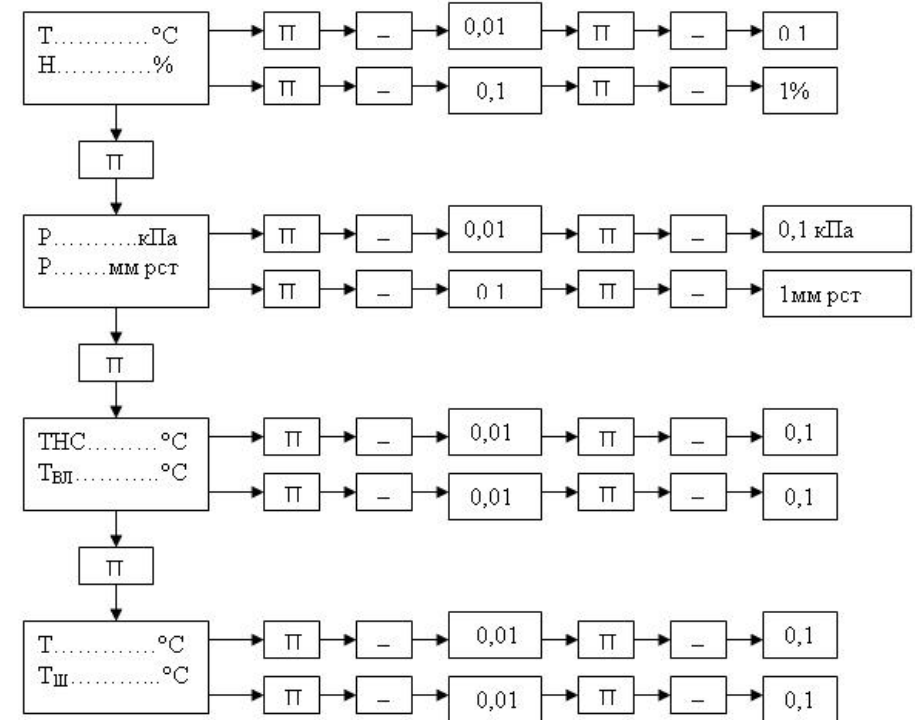 T…………°C П – 0,01 П – 0 1
H…………% П – 0,1 П – 1%
П
P………..кПа П – 0,01 П – 0,1 кПа
P…….мм рст П – 0 1 П – 1мм рст
П
ТНС………°C П – 0,01 П – 0,1
Твл………..°C П – 0,01 П – 0,1
П
T………….°C П – 0,01 П – 0,1
Тш………...°C П – 0,01 П – 0,1